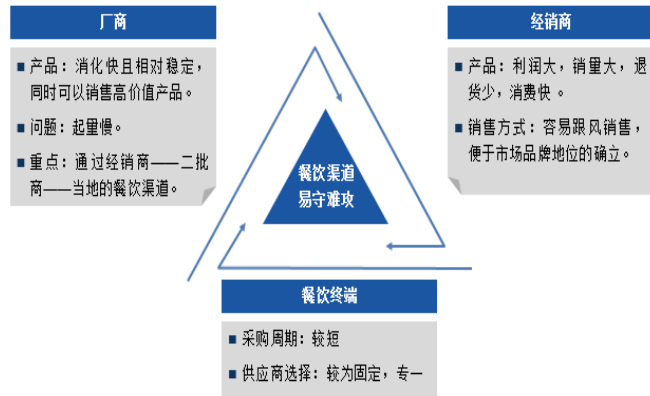 厂商
产品：消化快且相对稳定，
同时可以销售高价值产品。
问题：起量慢。
重点：通过经销商——二批
商——当地的餐饮渠道。
经销商
产品：利润大，销量大，退
货少，消费快 。
销售方式：容易跟风销售，
便于市场品牌地位的确立。
餐饮渠道
易守难攻
餐饮终端
采购周期：较短
供应商选择：较为固定，专一